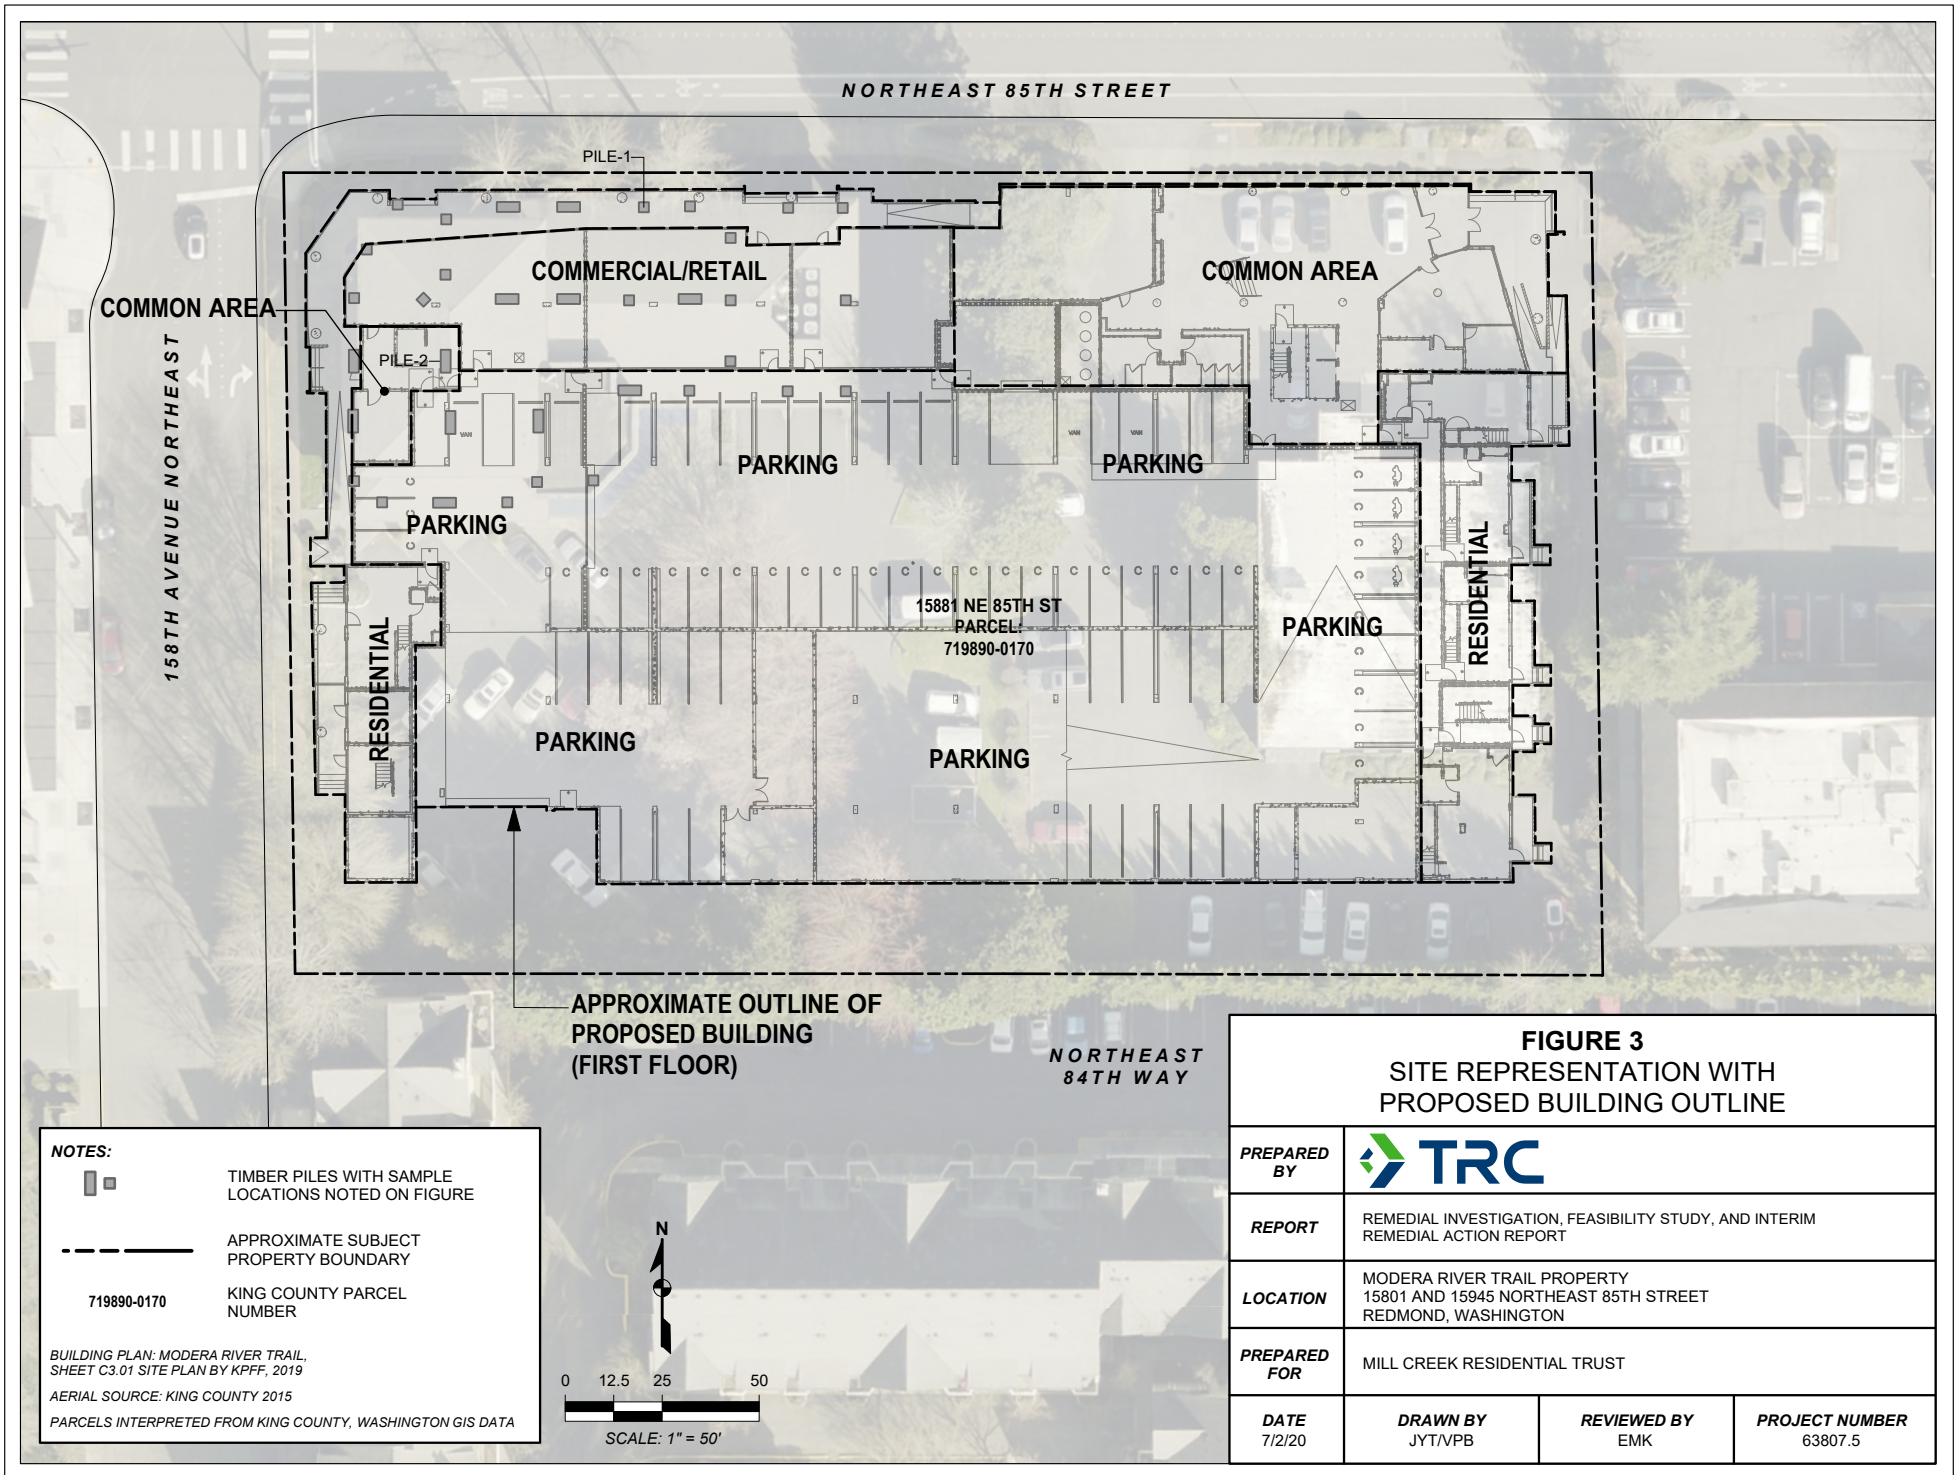 NORTHEAST 85TH STREET
PILE-1
COMMERCIAL/RETAIL
COMMON AREA
COMMON AREA
158TH AVENUE NORTHEAST
PILE-2
VAN
VAN
VAN
PARKING
PARKING
PARKING
RESIDENTIAL
C C C C C C C C C C C C C C C C C C C C
15881 NE 85TH ST
PARCEL:
719890-0170
PARKING
RESIDENTIAL
PARKING
PARKING
APPROXIMATE OUTLINE OF
PROPOSED BUILDING
(FIRST FLOOR)
NORTHEAST
84TH WAY
NOTES:
TIMBER PILES WITH SAMPLE
LOCATIONS NOTED ON FIGURE
APPROXIMATE SUBJECT
PROPERTY BOUNDARY
719890-0170
KING COUNTY PARCEL
NUMBER
BUILDING PLAN: MODERA RIVER TRAIL,
SHEET C3.01 SITE PLAN BY KPFF, 2019
AERIAL SOURCE: KING COUNTY 2015
PARCELS INTERPRETED FROM KING COUNTY, WASHINGTON GIS DATA
N
0 12.5 25 50
SCALE: 1" = 50'
FIGURE 3
SITE REPRESENTATION WITH
PROPOSED BUILDING OUTLINE
PREPARED
BY
TRC
REPORT
REMEDIAL INVESTIGATION, FEASIBILITY STUDY, AND INTERIM
REMEDIAL ACTION REPORT
LOCATION
MODERA RIVER TRAIL PROPERTY
15801 AND 15945 NORTHEAST 85TH STREET
REDMOND, WASHINGTON
PREPARED
FOR
MILL CREEK RESIDENTIAL TRUST
DATE
7/2/20
DRAWN BY
JYT/VPB
REVIEWED BY
EMK
PROJECT NUMBER
63807.5